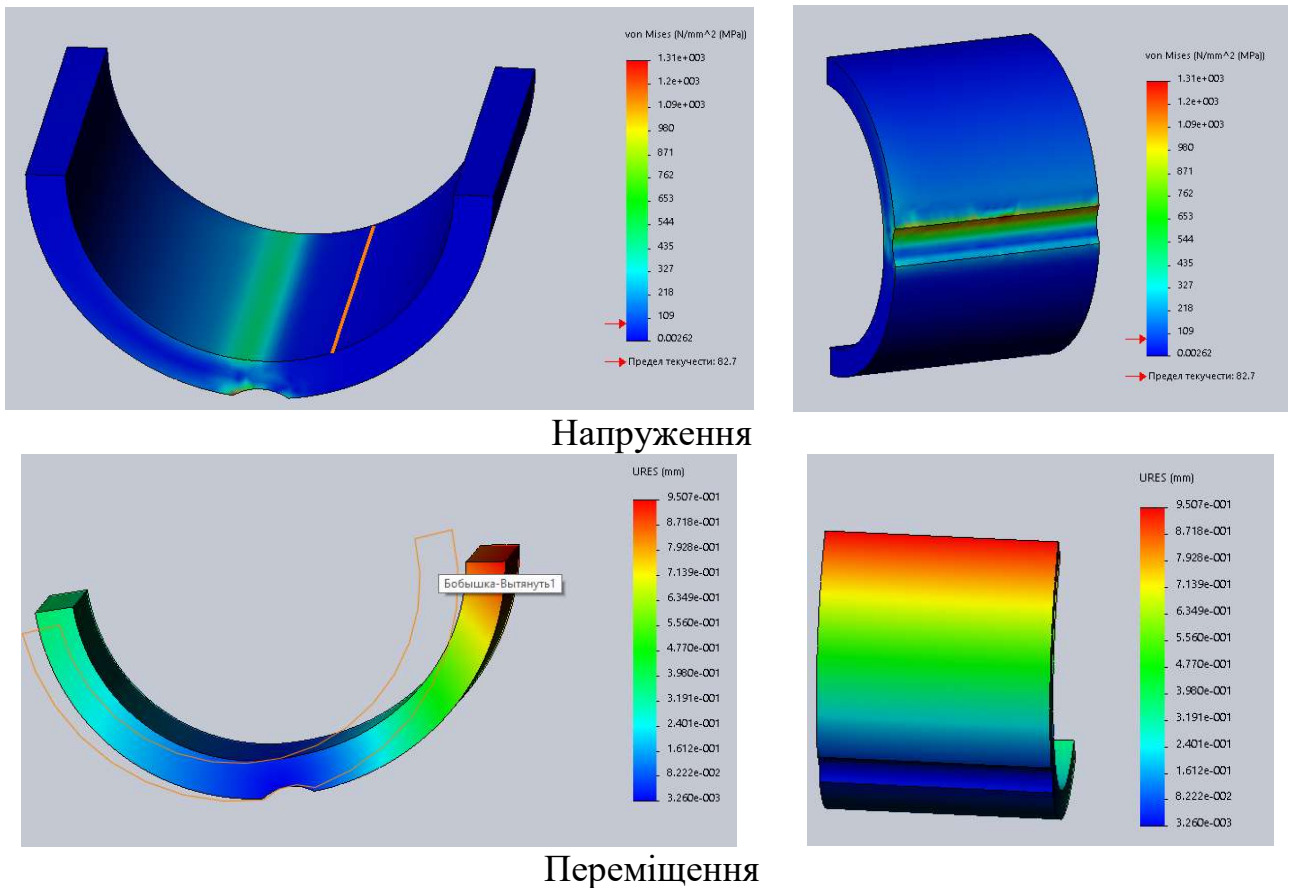 von Mises (N/mm^2 (MPa))
1.31e+003
1.2e+003
1.09e+003
980
871
762
653
544
435
327
218
109
0.00262
Предел текучести: 82.7
von Mises (N/mm^2 (MPa))
1.31e+003
1.2e+003
1.09e+003
980
871
762
653
544
435
327
218
109
0.00262
Предел текучести: 82.7
Напруження
URES (mm)
9.507e-001
8.718e-001
7.928e-001
7.139e-001
6.349e-001
5.560e-001
4.770e-001
3.980e-001
3.191e-001
2.401e-001
1.612e-001
8.222e-002
3.260e-003
Бобышка-Вытянуть1
URES (mm)
9.507e-001
8.718e-001
7.928e-001
7.139e-001
6.349e-001
5.560e-001
4.770e-001
3.980e-001
3.191e-001
2.401e-001
1.612e-001
8.222e-002
3.260e-003
Переміщення